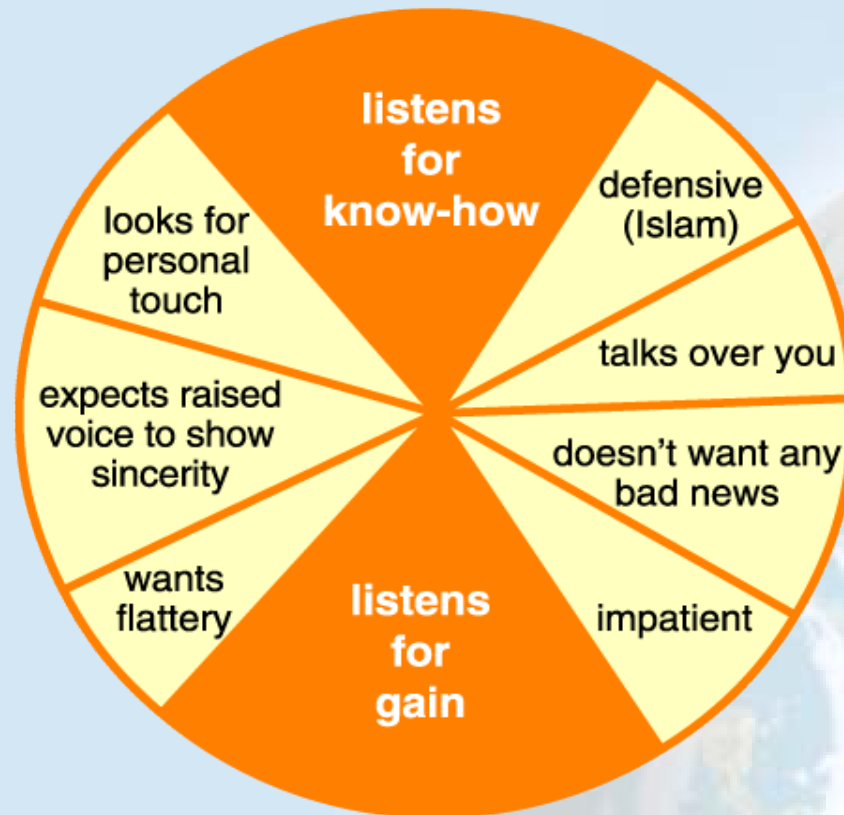 listens
for
know-how
defensive
(Islam)
talks over you
doesn't want any
bad news
impatient
listens
for
gain
wants
flattery
expects raised
voice to show
sincerity
looks for
personal
touch